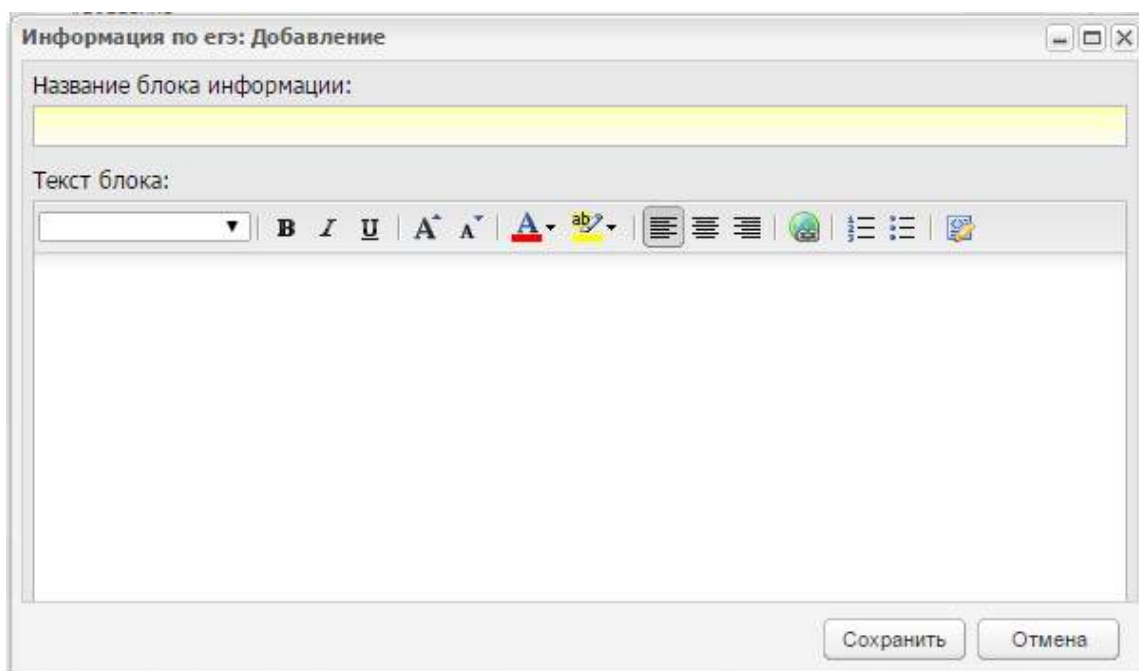 Информация по егэ: Добавление
Название блока информации:
Текст блока:
B I U A A A ab
Сохранить Отмена